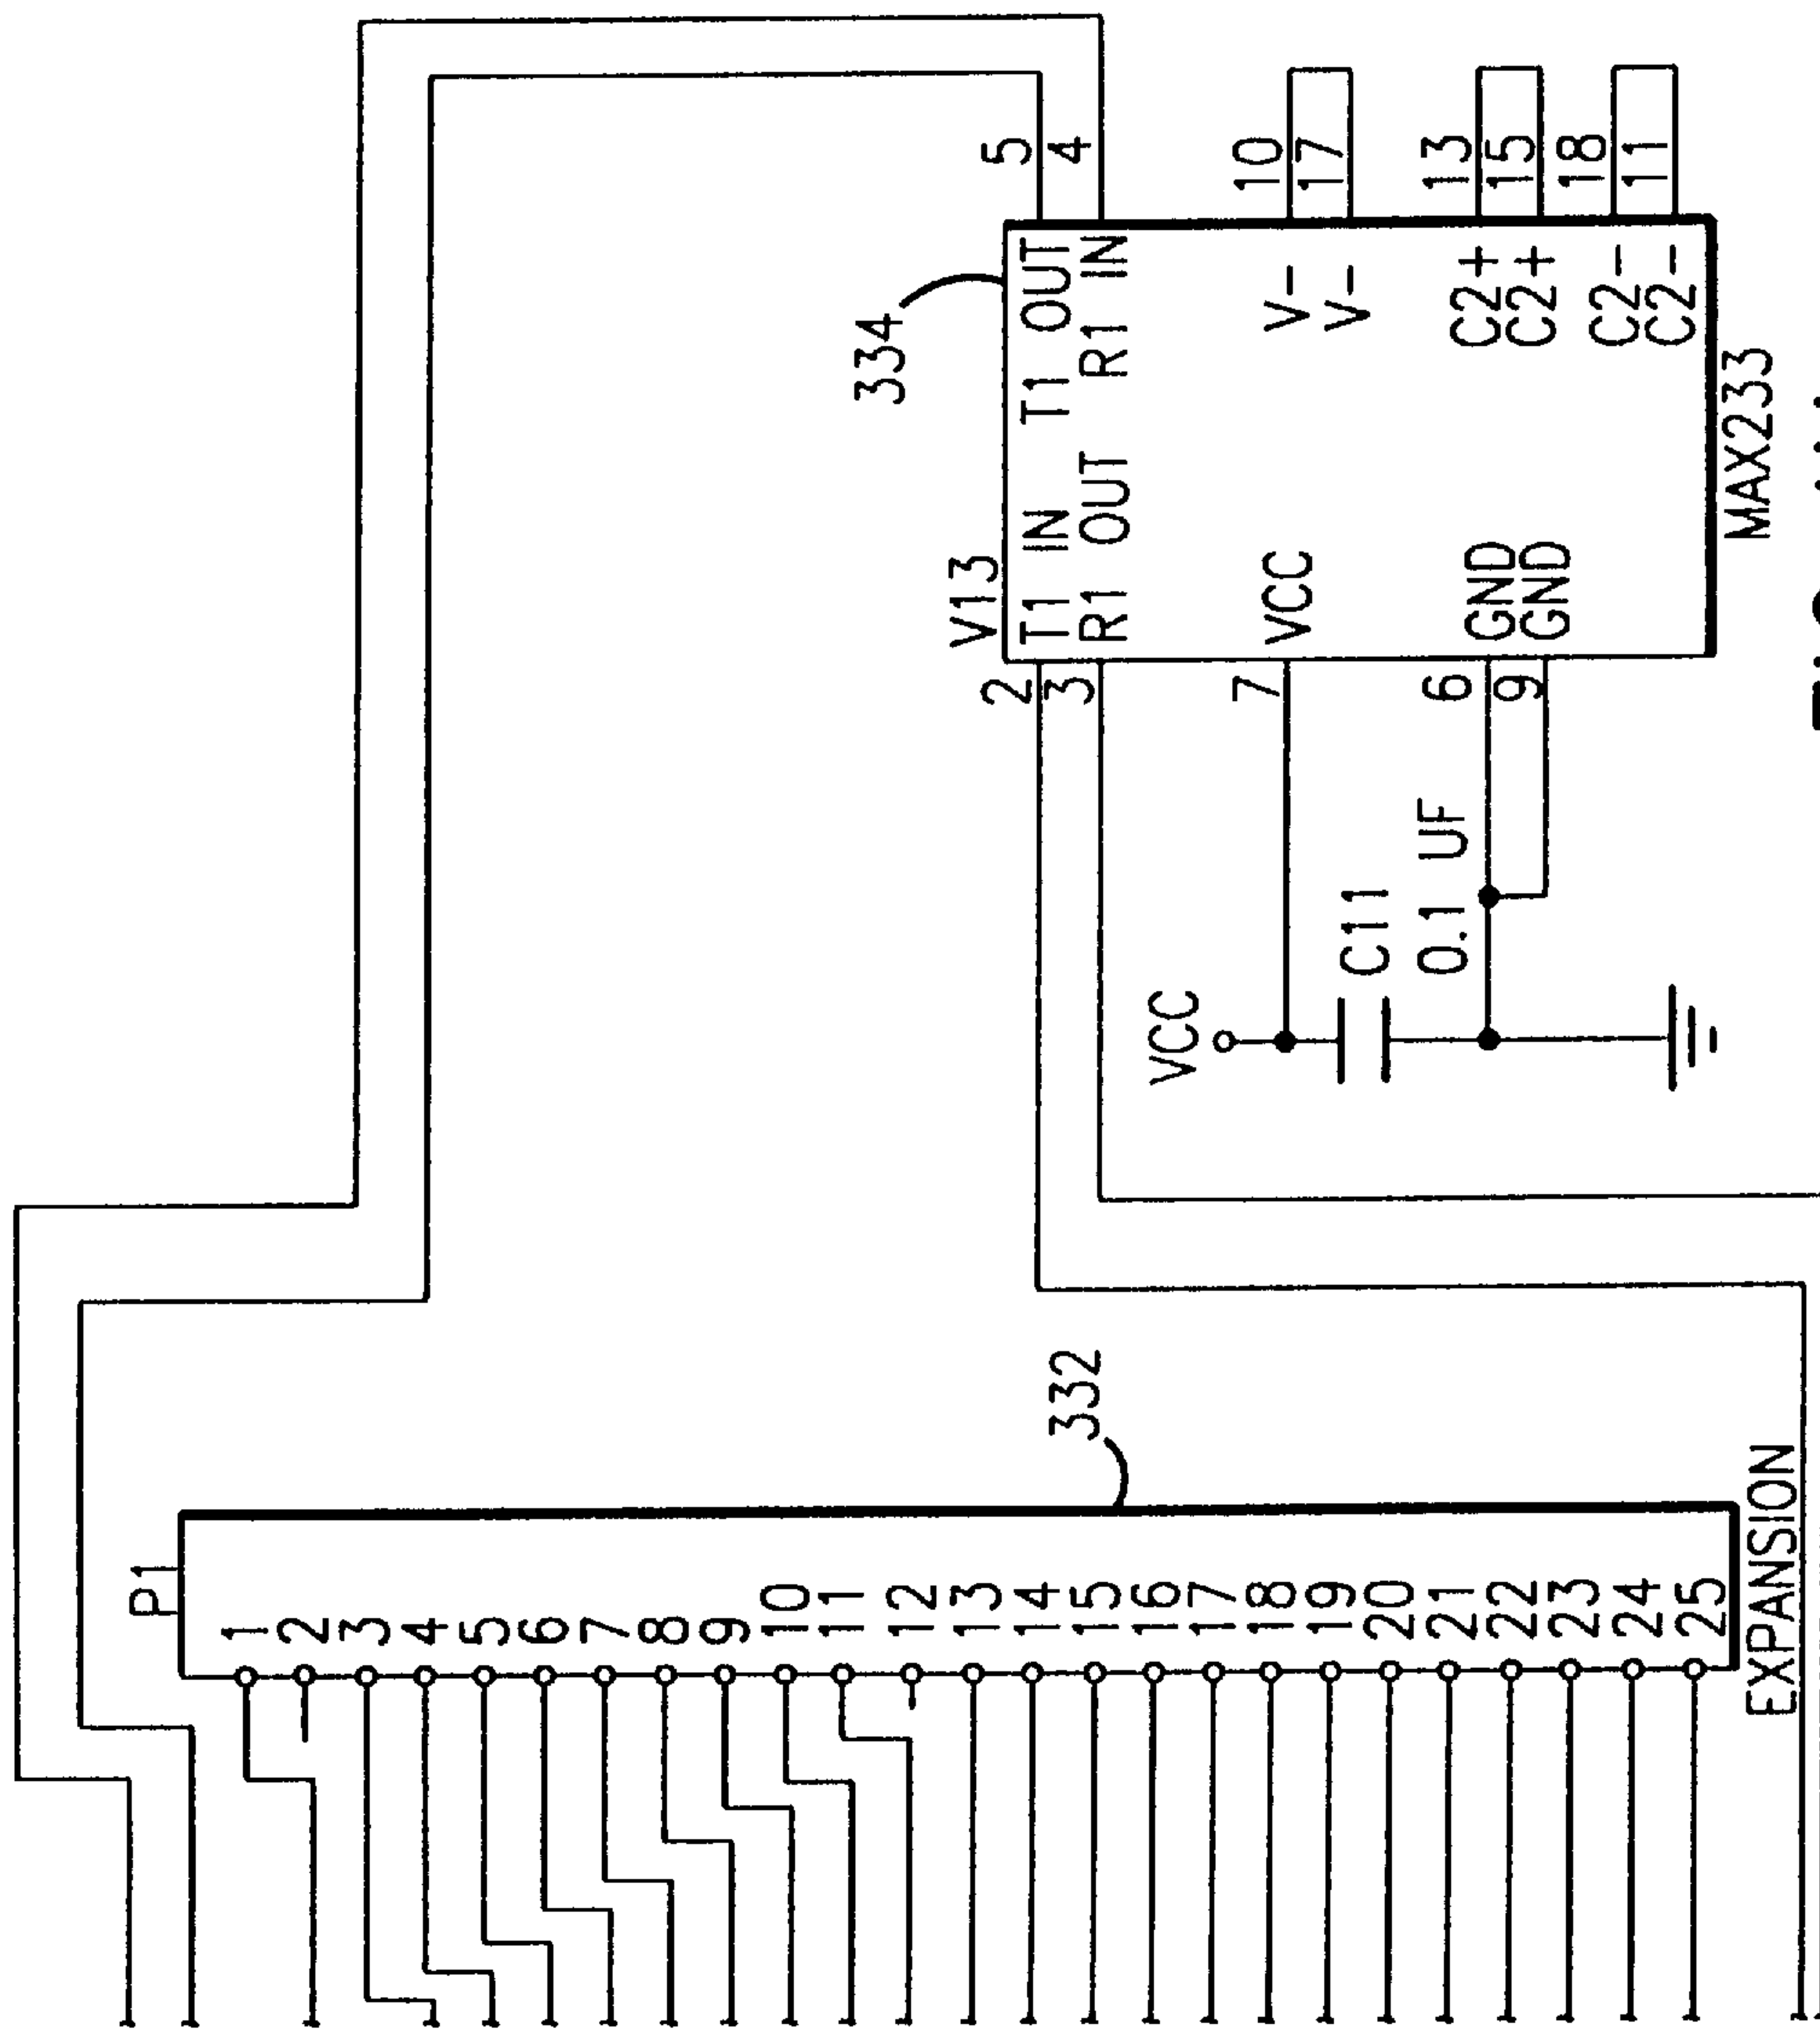 P1
1
2
3
4
5
6
7
8
9
10
11
12
13
14
15
16
17
18
19
20
21
22
23
24
25
EXPANSION
332
334
V13
2 T1 IN T1 OUT 5
3 R1 OUT R1 IN 4
7 VCC V- 10
V- 17
C2+ 13
6 GND
9 GND C2+ 15
C2- 18
C2- 11
MAX233
VCC
C11
0.1 UF